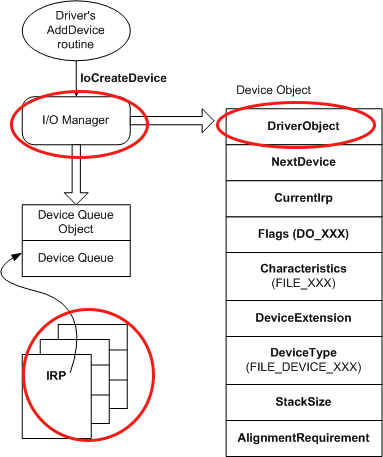 Driver's
AddDevice
routine
IoCreateDevice
I/O Manager
Device Queue
Object
Device Queue
IRP
Device Object
DriverObject
NextDevice
CurrentIrp
Flags (DO_XXX)
Characteristics
(FILE_XXX)
DeviceExtension
DeviceType
(FILE_DEVICE_XXX)
StackSize
AlignmentRequirement